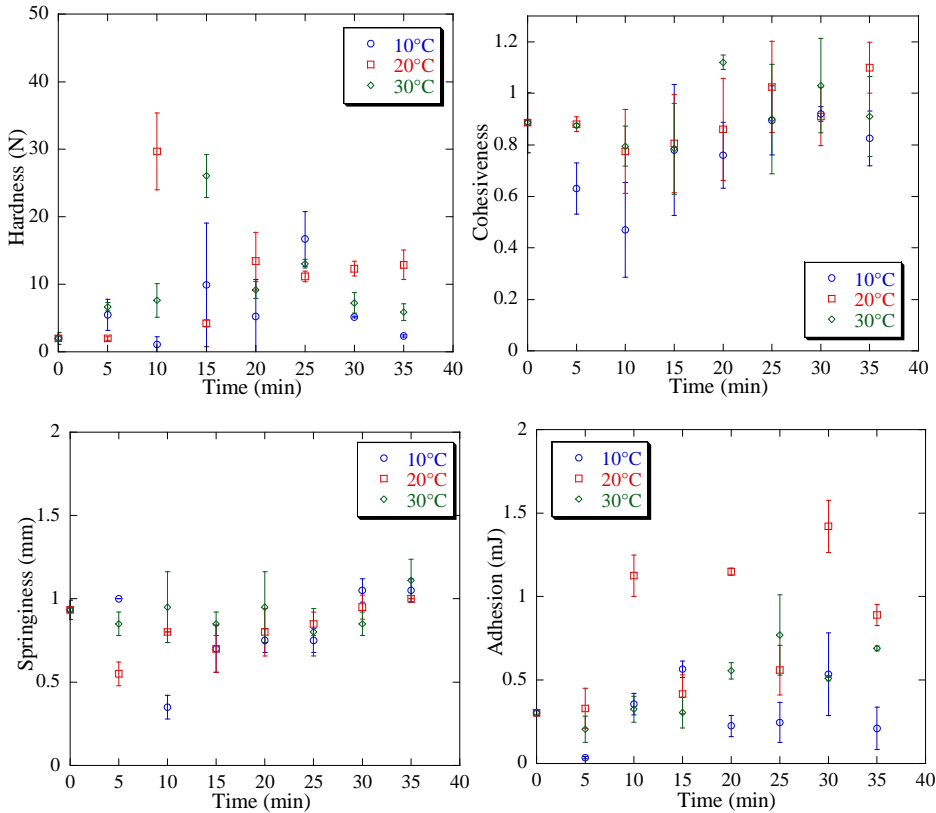 50
40
30
20
10
0
Hardness (N)
10°C
20°C
30°C
0 5 10 15 20 25 30 35 40
Time (min)
1.2
1
0.8
0.6
0.4
0.2
0
Cohesiveness
10°C
20°C
30°C
0 5 10 15 20 25 30 35 40
Time (min)
2
1.5
1
0.5
0
Springiness (mm)
10°C
20°C
30°C
0 5 10 15 20 25 30 35 40
Time (min)
2
1.5
1
0.5
0
Adhesion (mJ)
10°C
20°C
30°C
0 5 10 15 20 25 30 35 40
Time (min)